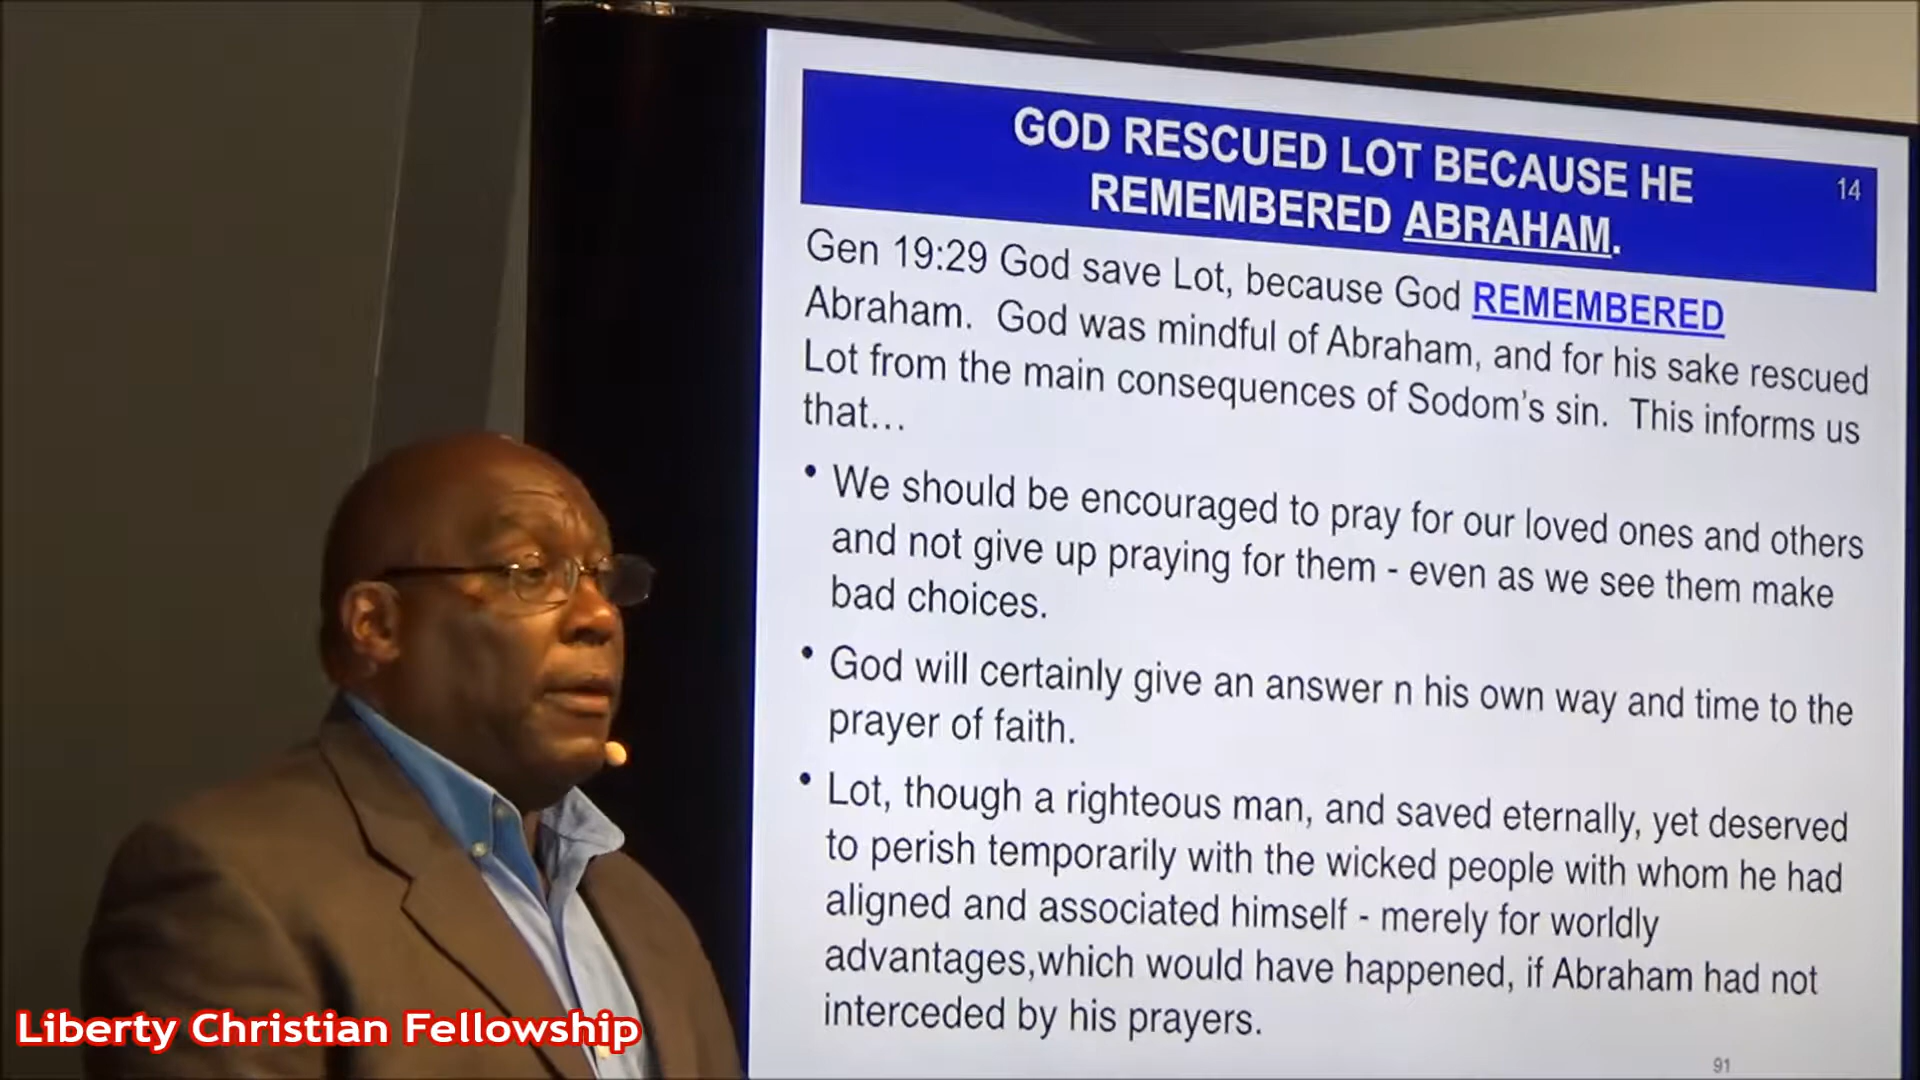 GOD RESCUED LOT BECAUSE HE
REMEMBERED ABRAHAM.
14
Gen 19:29 God save Lot, because God REMEMBERED
Abraham.  God was mindful of Abraham, and for his sake rescued
Lot from the main consequences of Sodom's sin.  This informs us
that…
• We should be encouraged to pray for our loved ones and others
and not give up praying for them - even as we see them make
bad choices.
• God will certainly give an answer n his own way and time to the
prayer of faith.
• Lot, though a righteous man, and saved eternally, yet deserved
to perish temporarily with the wicked people with whom he had
aligned and associated himself - merely for worldly
advantages,which would have happened, if Abraham had not
interceded by his prayers.
91
Liberty Christian Fellowship